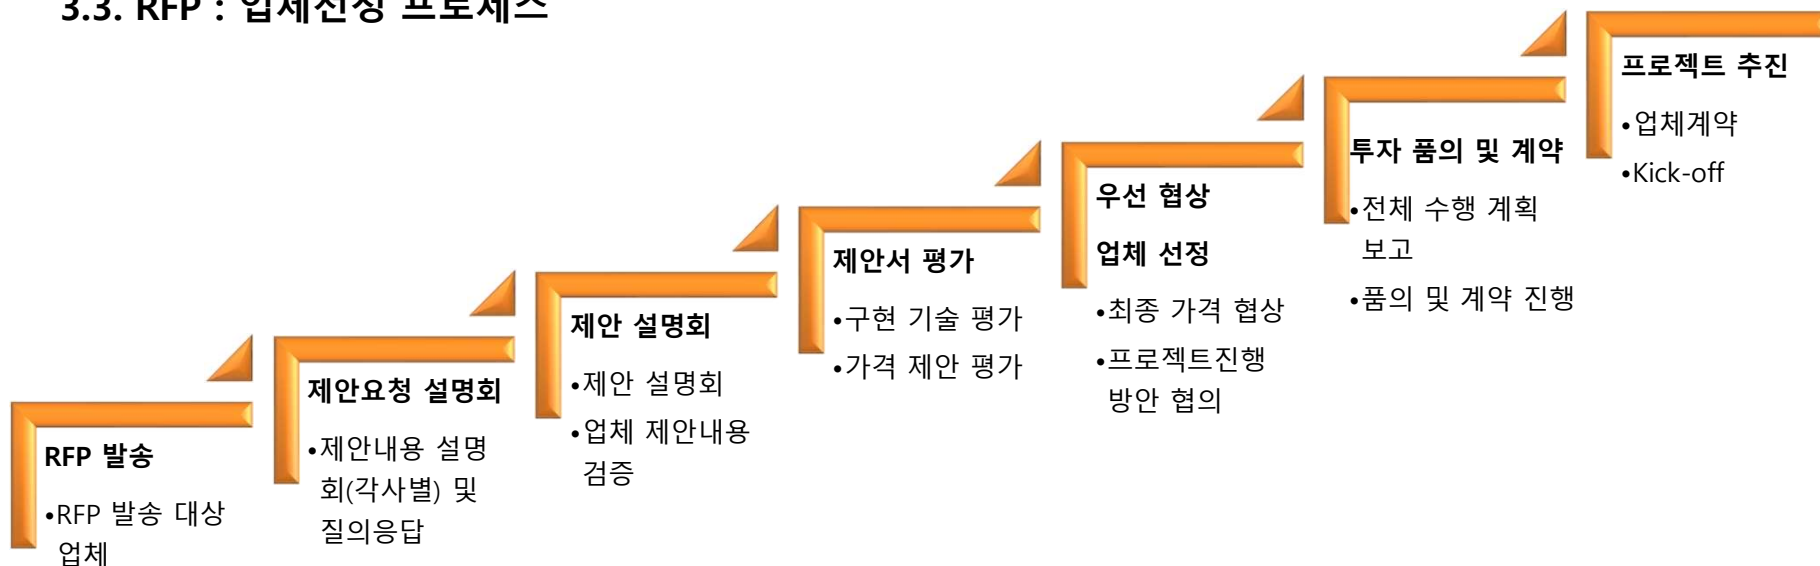 3.3. RFP : 업체선정 프로세스
RFP 발송
•RFP 발송 대상
업체
제안요청 설명회
•제안내용 설명
회(각사별) 및
질의응답
제안 설명회
•제안 설명회
•업체 제안내용
검증
제안서 평가
•구현 기술 평가
•가격 제안 평가
우선 협상
업체 선정
•최종 가격 협상
•프로젝트진행
방안 협의
투자 품의 및 계약
•전체 수행 계획
보고
•품의 및 계약 진행
프로젝트 추진
•업체계약
•Kick-off